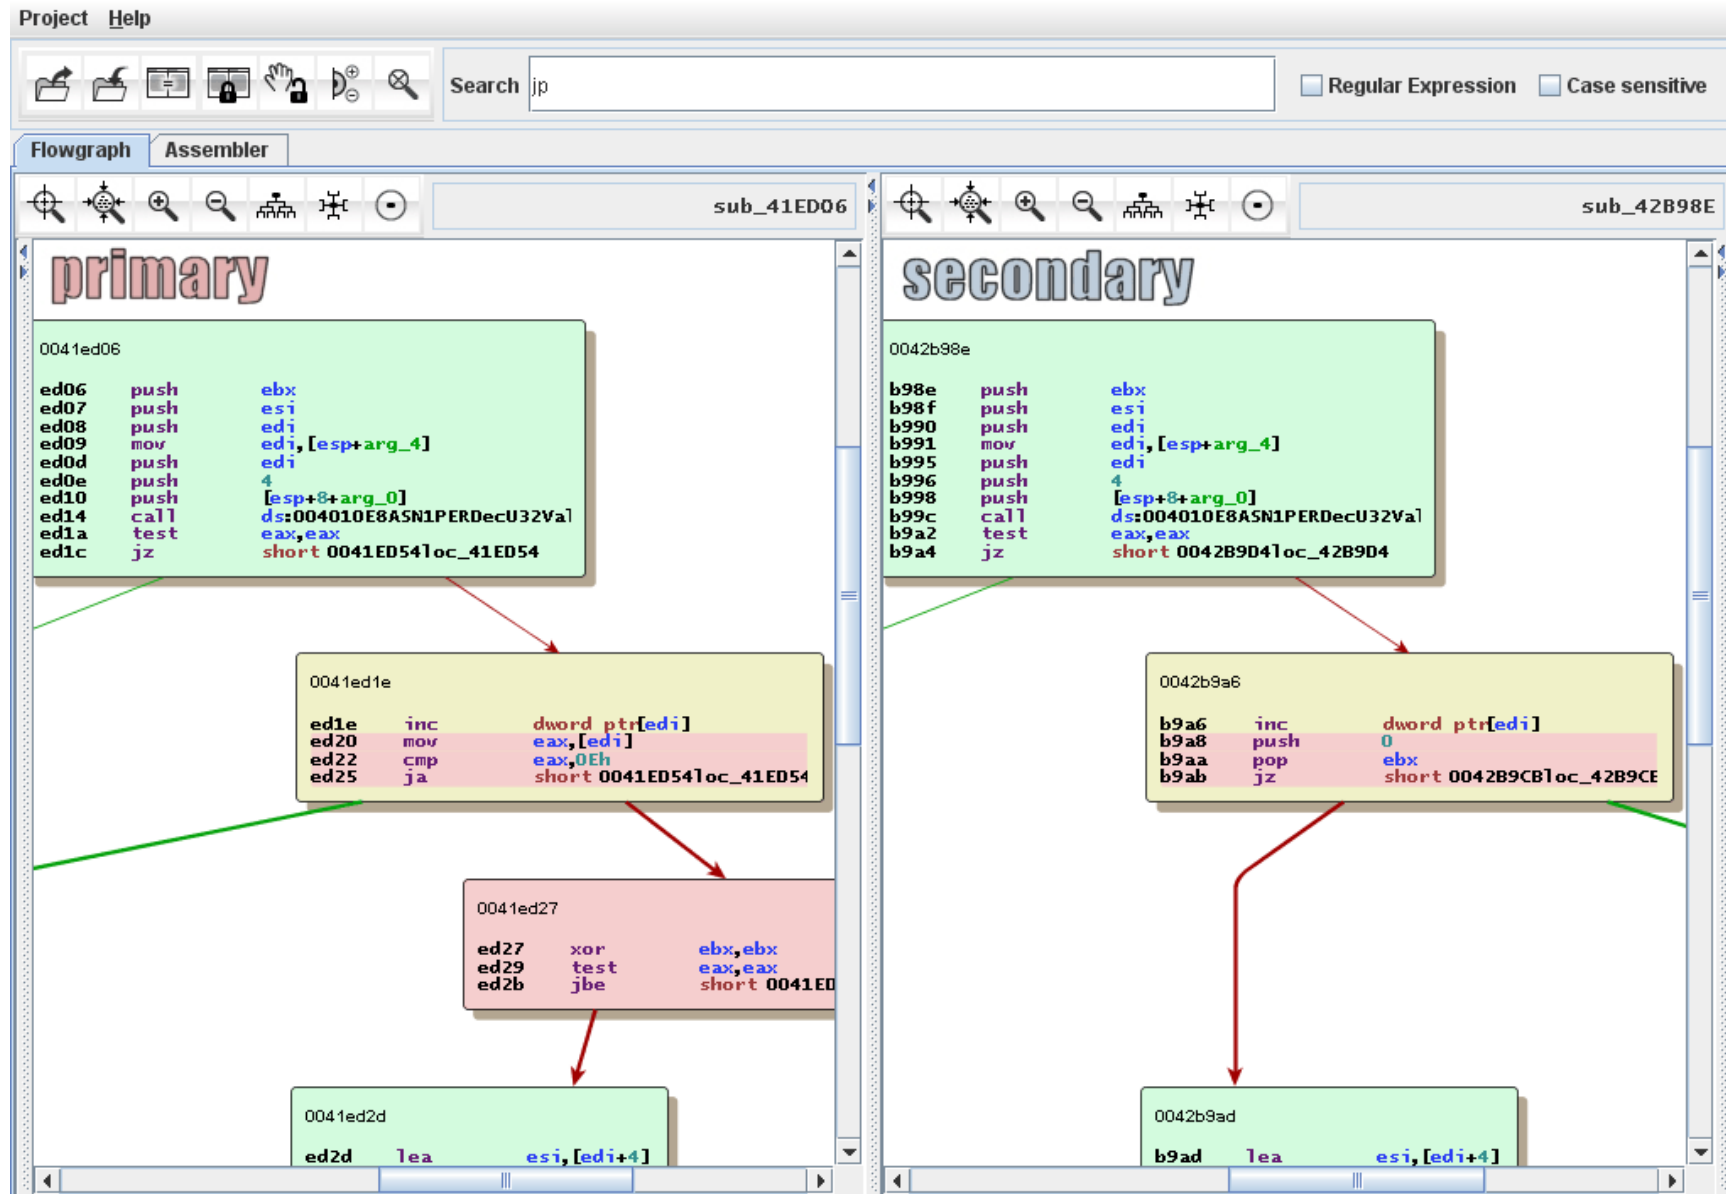 Project Help
Search jp Regular Expression Case sensitive
Flowgraph Assembler
sub_41ED06
primary
0041ed06
ed06 push ebx
ed07 push esi
ed08 push edi
ed09 mov edi,[esp+arg_4]
ed0d push edi
ed0e push 4
ed10 push [esp+8+arg_0]
ed14 call ds:004010E8ASN1PERDecU32Val
ed1a test eax,eax
ed1c jz short 0041ED54loc_41ED54
0041ed1e
ed1e inc dword ptr[edi]
ed20 mov eax,[edi]
ed22 cmp eax,0Eh
ed25 ja short 0041ED54loc_41ED54
0041ed27
ed27 xor ebx,ebx
ed29 test eax,eax
ed2b jbe short 0041ED
0041ed2d
ed2d lea esi,[edi+4]
sub_42B98E
secondary
0042b98e
b98e push ebx
b98f push esi
b990 push edi
b991 mov edi,[esp+arg_4]
b995 push edi
b996 push 4
b998 push [esp+8+arg_0]
b99c call ds:004010E8ASN1PERDecU32Val
b9a2 test eax,eax
b9a4 jz short 0042B9D4loc_42B9D4
0042b9a6
b9a6 inc dword ptr[edi]
b9a8 push 0
b9aa pop ebx
b9ab jz short 0042B9CBloc_42B9CB
0042b9ad
b9ad lea esi,[edi+4]